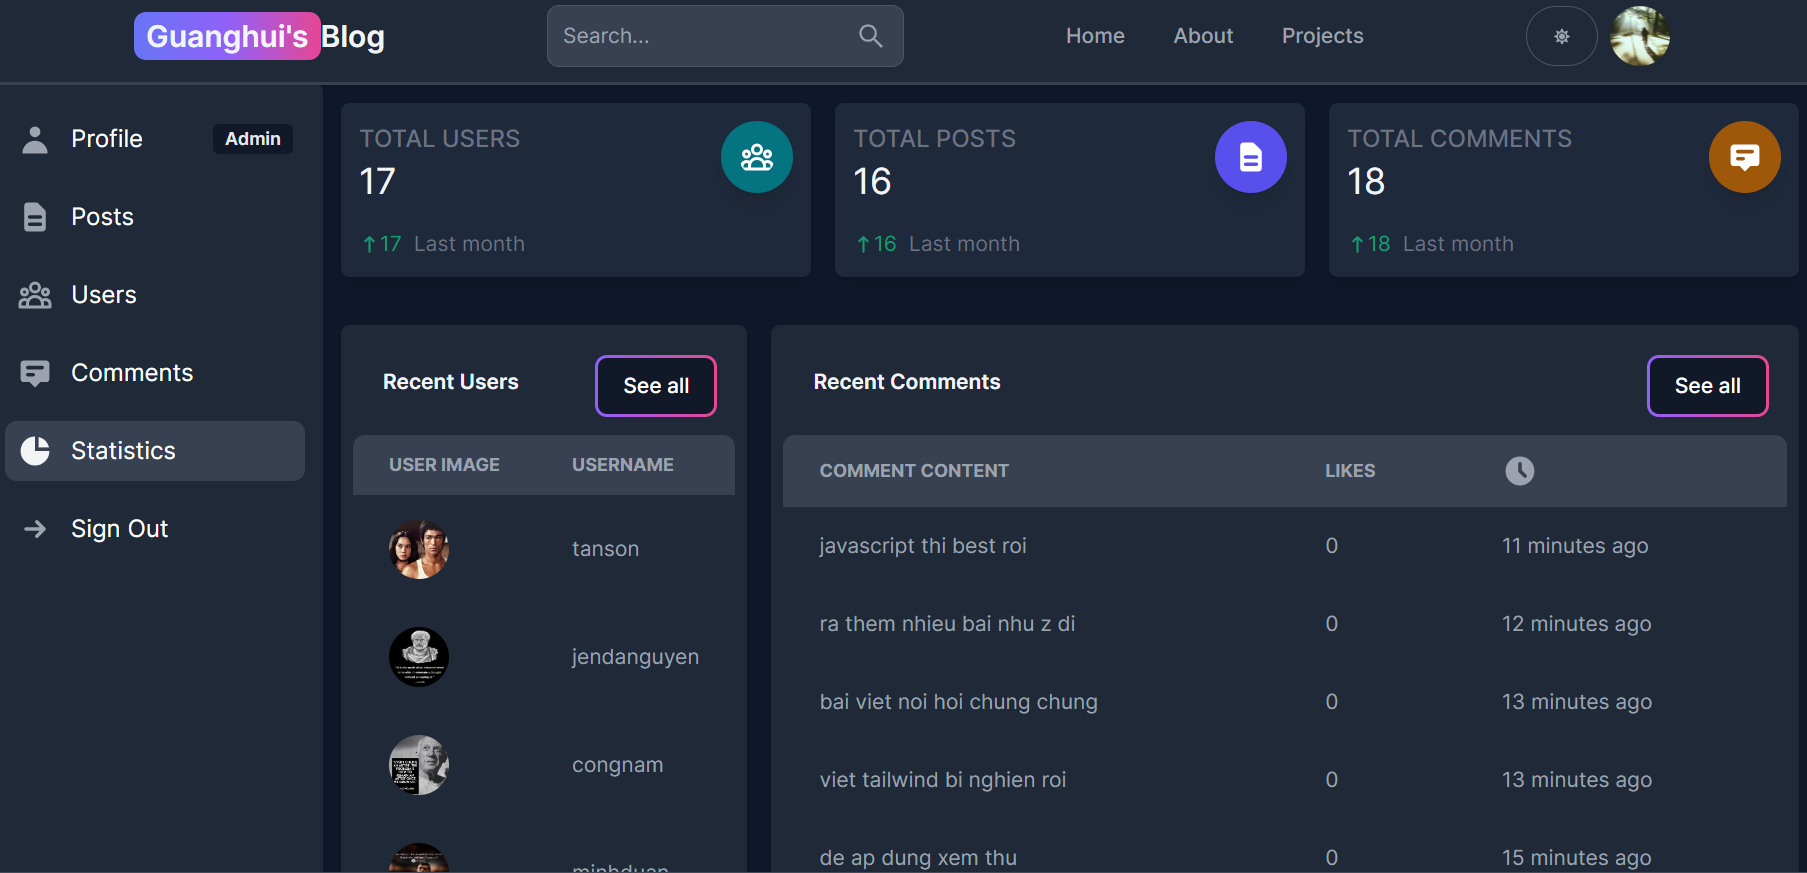 Guanghui's Blog
Search...
Home
About
Projects
Profile
Admin
Posts
Users
Comments
Statistics
Sign Out
TOTAL USERS
17
17 Last month
TOTAL POSTS
16
16 Last month
TOTAL COMMENTS
18
18 Last month
Recent Users
See all
USER IMAGE USERNAME
tanson
jendanguyen
congnam
minhduan
Recent Comments
See all
COMMENT CONTENT LIKES
javascript thi best roi 0 11 minutes ago
ra them nhieu bai nhu z di 0 12 minutes ago
bai viet noi hoi chung chung 0 13 minutes ago
viet tailwind bi nghien roi 0 13 minutes ago
de ap dung xem thu 0 15 minutes ago